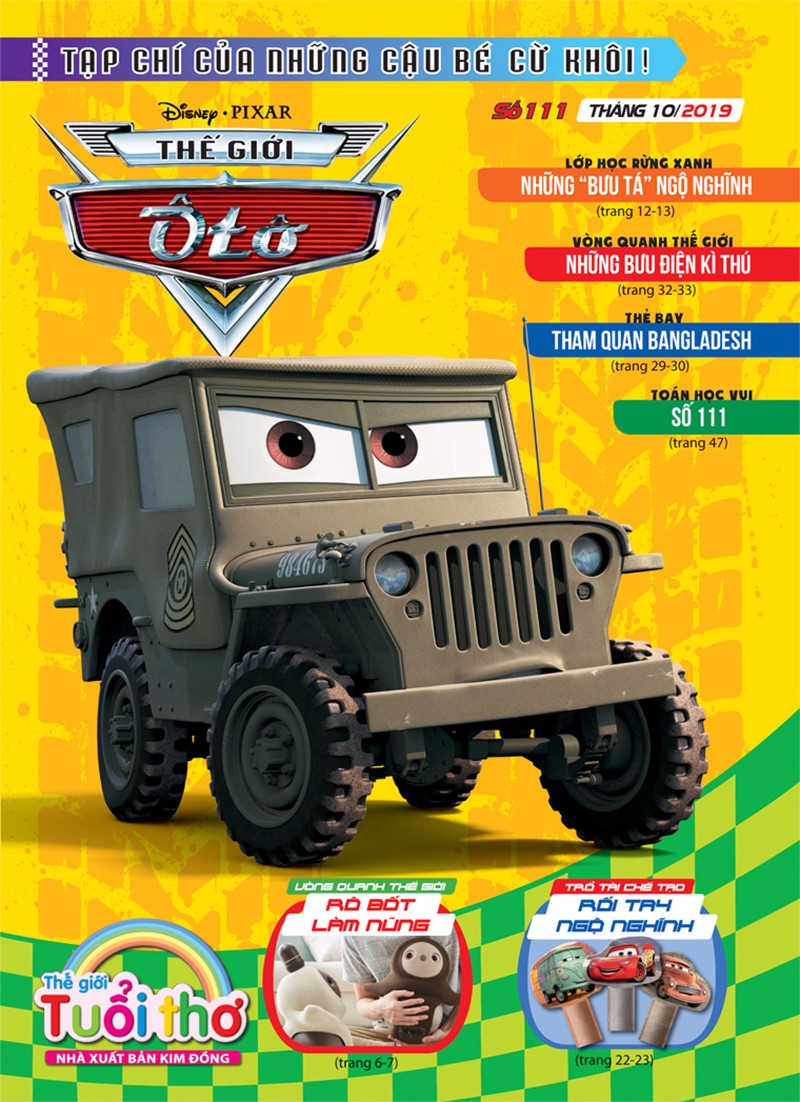 TẠP CHÍ CỦA NHỮNG CẬU BÉ CỪ KHÔI!
Disney · PIXAR
THẾ GIỚI
Ôtô
SỐ 111 THÁNG 10/2019
LỚP HỌC RỪNG XANH
NHỮNG “BƯU TÁ” NGỘ NGHĨNH
(trang 12-13)
VÒNG QUANH THẾ GIỚI
NHỮNG BƯU ĐIỆN KÌ THÚ
(trang 32-33)
THẺ BAY
THAM QUAN BANGLADESH
(trang 29-30)
TOÁN HỌC VUI
SỐ 111
(trang 47)
984673
VÒNG QUANH THẾ GIỚI
RÔ BỐT
LÀM NŨNG
(trang 6-7)
TRỔ TÀI CHẾ TẠO
RỐI TAY
NGỘ NGHĨNH
(trang 22-23)
Thế giới
Tuổi thơ
NHÀ XUẤT BẢN KIM ĐỒNG